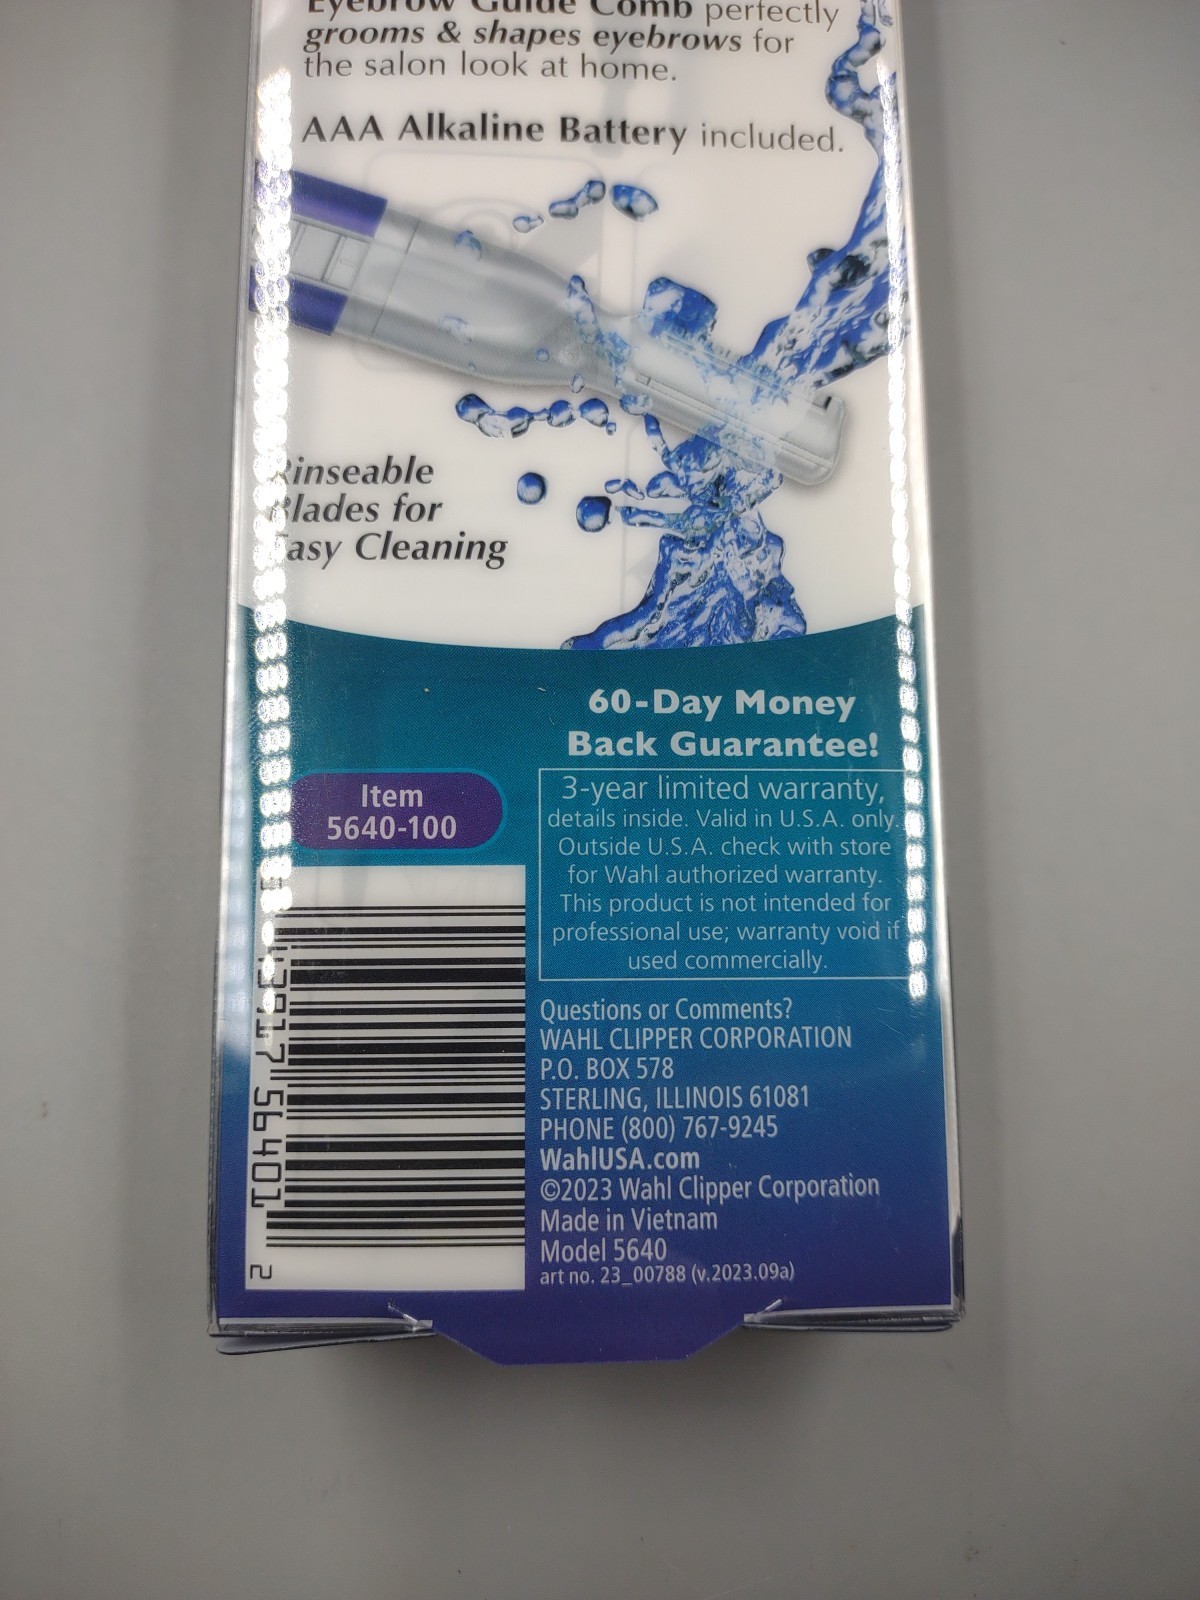 Eyebrow Guide Comb perfectly
grooms & shapes eyebrows for
the salon look at home.
AAA Alkaline Battery included.
Rinseable
Blades for
Easy Cleaning
60-Day Money
Back Guarantee!
Item
5640-100
3-year limited warranty,
details inside. Valid in U.S.A. only.
Outside U.S.A. check with store
for Wahl authorized warranty.
This product is not intended for
professional use; warranty void if
used commercially.
43917 56401 2
Questions or Comments?
WAHL CLIPPER CORPORATION
P.O. BOX 578
STERLING, ILLINOIS 61081
PHONE (800) 767-9245
WahlUSA.com
©2023 Wahl Clipper Corporation
Made in Vietnam
Model 5640
art no. 23_00788 (v.2023.09a)